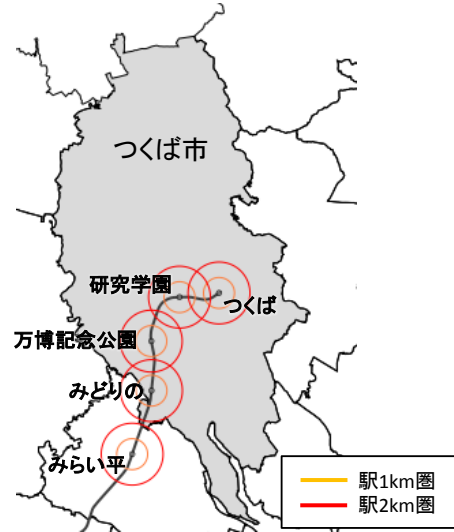 つくば市
研究学園
つくば
万博記念公園
みどりの
みらい平
駅1km圏
駅2km圏